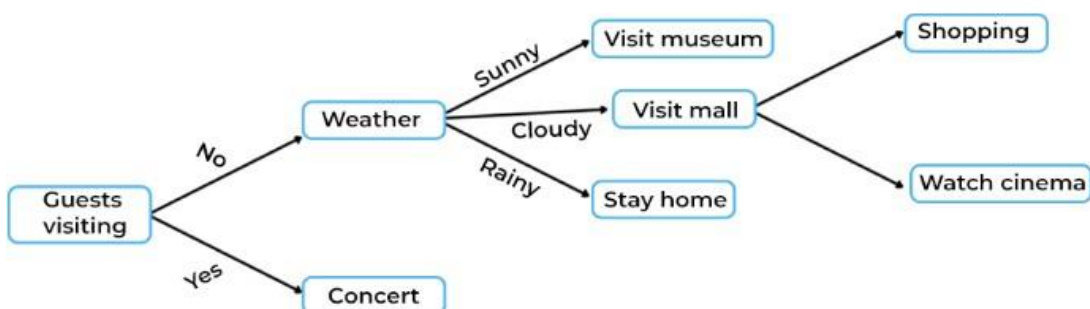 Visit museum
Shopping
Sunny
Weather
Visit mall
Cloudy
No
Rainy
Watch cinema
Guests
visiting
Stay home
Yes
Concert